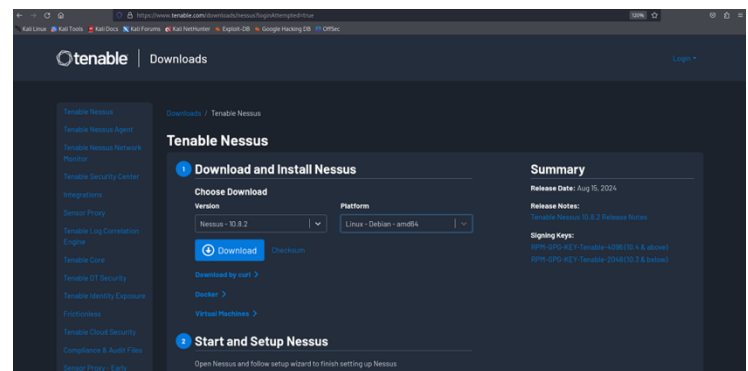 https://www.tenable.com/downloads/nessus?loginAttempted=true
120%
Kali Linux Kali Tools Kali Docs Kali Forums Kali NetHunter Exploit-DB Google Hacking DB OffSec
tenable Downloads
Login
Tenable Nessus
Tenable Nessus Agent
Tenable Nessus Network
Monitor
Tenable Security Center
Integrations
Sensor Proxy
Tenable Log Correlation
Engine
Tenable Core
Tenable OT Security
Tenable Identity Exposure
Frictionless
Tenable Cloud Security
Compliance & Audit Files
Sensor Proxy - Early
Downloads / Tenable Nessus
Tenable Nessus
1 Download and Install Nessus
Choose Download
Version Platform
Nessus - 10.8.2 Linux - Debian - amd64
Download Checksum
Download by curl
Docker
Virtual Machines
2 Start and Setup Nessus
Open Nessus and follow setup wizard to finish setting up Nessus
Summary
Release Date: Aug 15, 2024
Release Notes:
Tenable Nessus 10.8.2 Release Notes
Signing Keys:
RPM-GPG-KEY-Tenable-4096 (10.4 & above)
RPM-GPG-KEY-Tenable-2048 (10.3 & below)